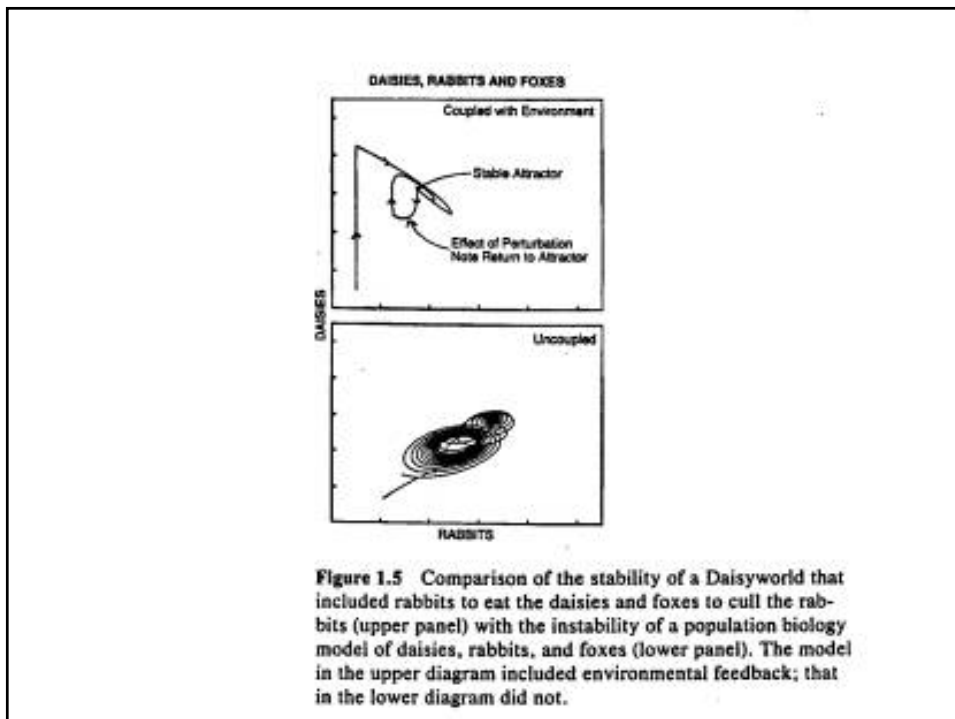 DAISIES, RABBITS AND FOXES
Coupled with Environment
Stable Attractor
Effect of Perturbation
Note Return to Attractor
DAISIES
Uncoupled
RABBITS
Figure 1.5 Comparison of the stability of a Daisyworld that
included rabbits to eat the daisies and foxes to cull the rab-
bits (upper panel) with the instability of a population biology
model of daisies, rabbits, and foxes (lower panel). The model
in the upper diagram included environmental feedback; that
in the lower diagram did not.